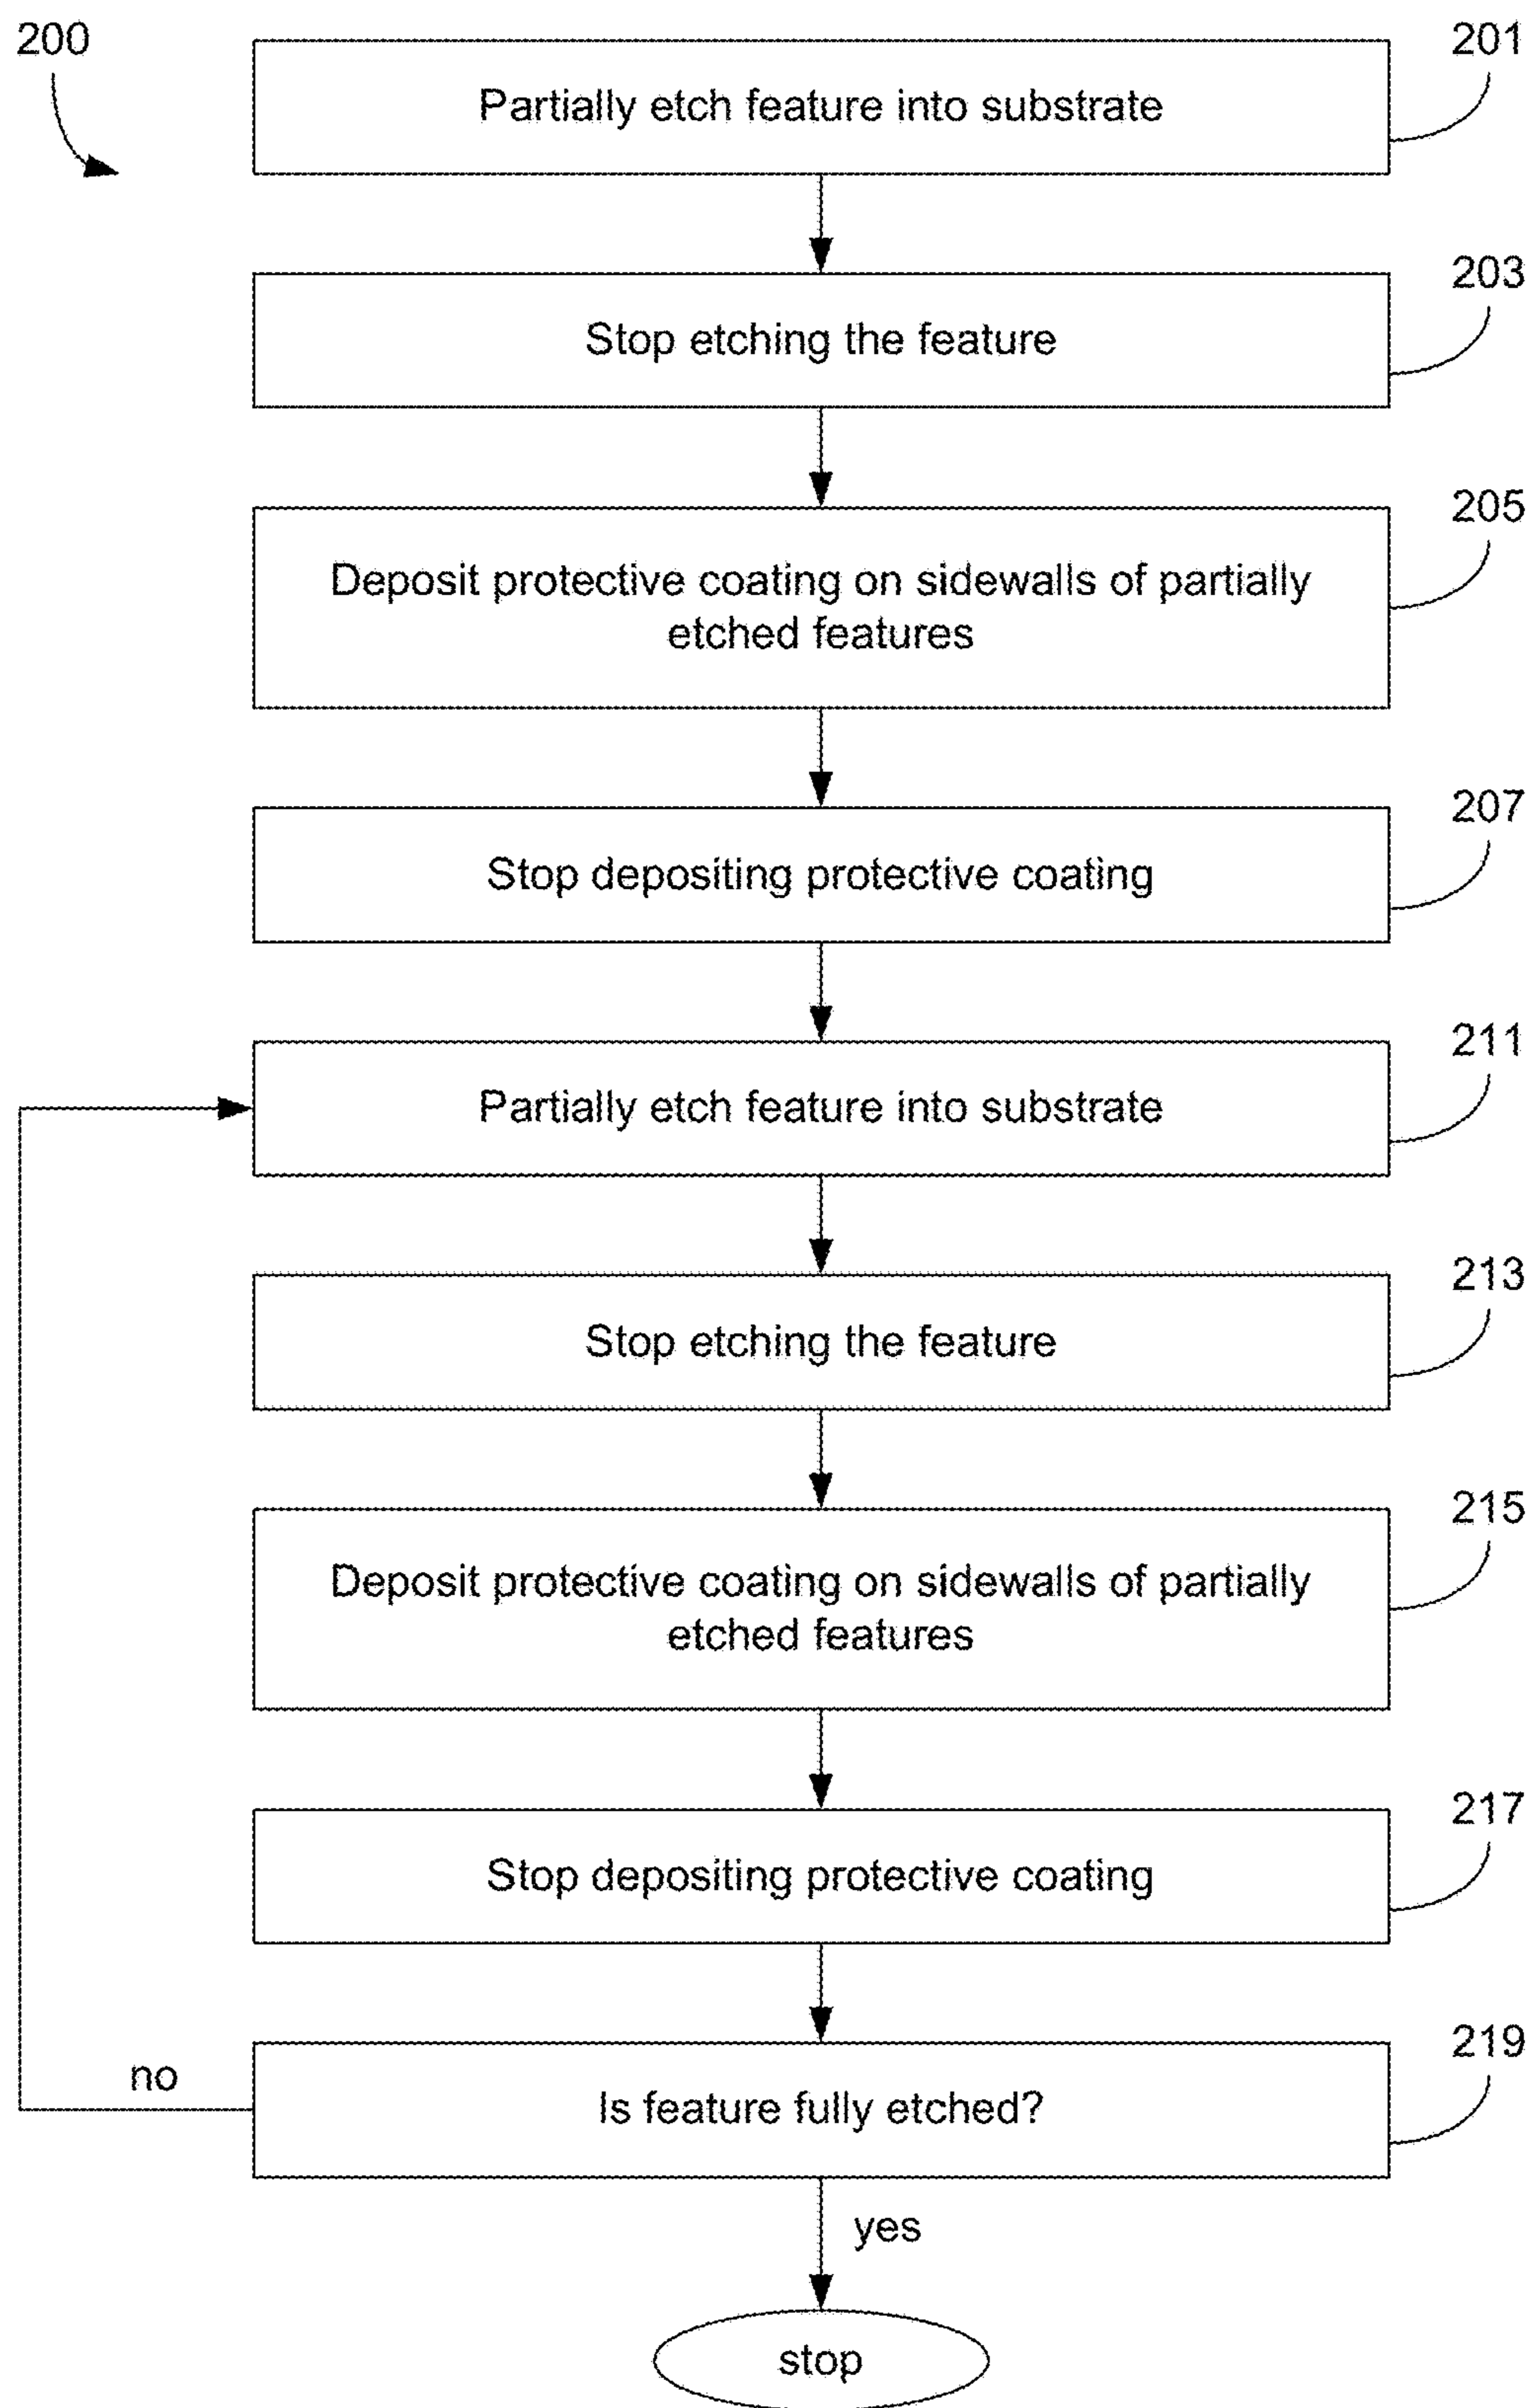 200
201
Partially etch feature into substrate
203
Stop etching the feature
205
Deposit protective coating on sidewalls of partially
etched features
207
Stop depositing protective coating
211
Partially etch feature into substrate
213
Stop etching the feature
215
Deposit protective coating on sidewalls of partially
etched features
217
Stop depositing protective coating
219
no
Is feature fully etched?
yes
stop